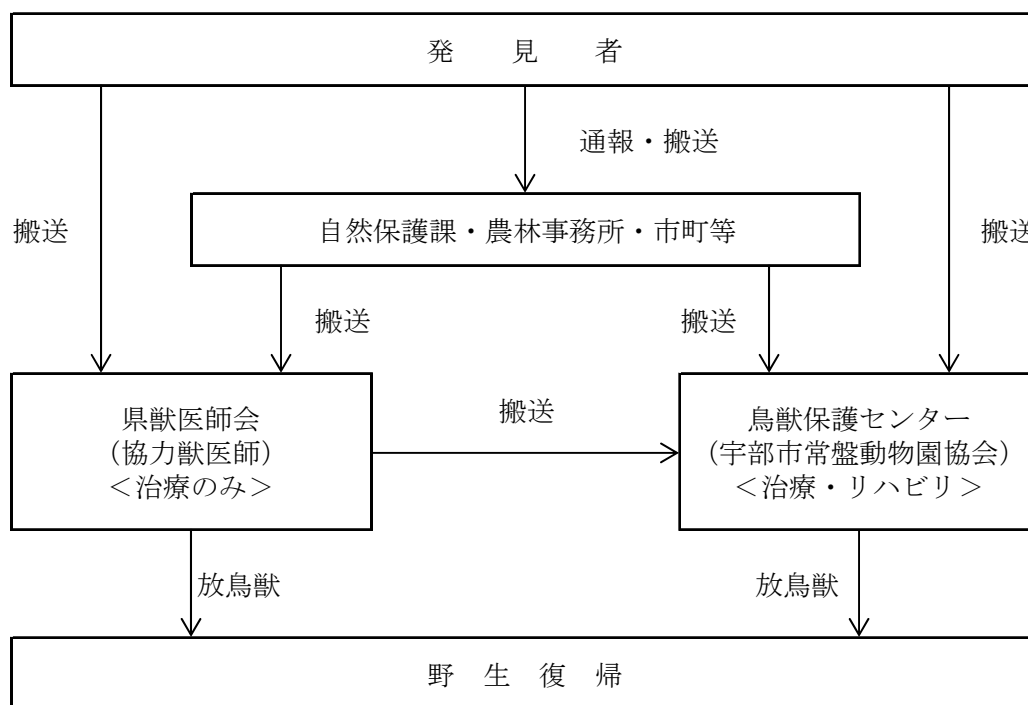 発　見　者
通報・搬送
搬送
自然保護課・農林事務所・市町等
搬送
搬送
搬送
県獣医師会
（協力獣医師）
＜治療のみ＞
搬送
鳥獣保護センター
（宇部市常盤動物園協会）
＜治療・リハビリ＞
放鳥獣
放鳥獣
野　生　復　帰